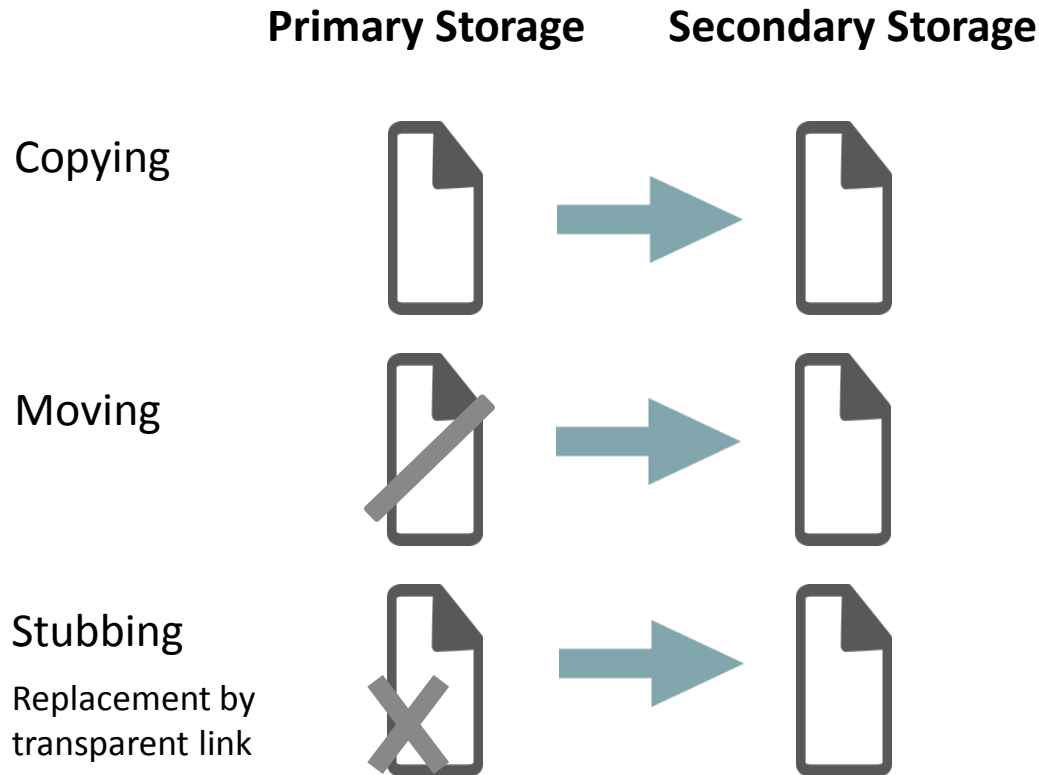 Primary Storage Secondary Storage
Copying
Moving
Stubbing
Replacement by
transparent link